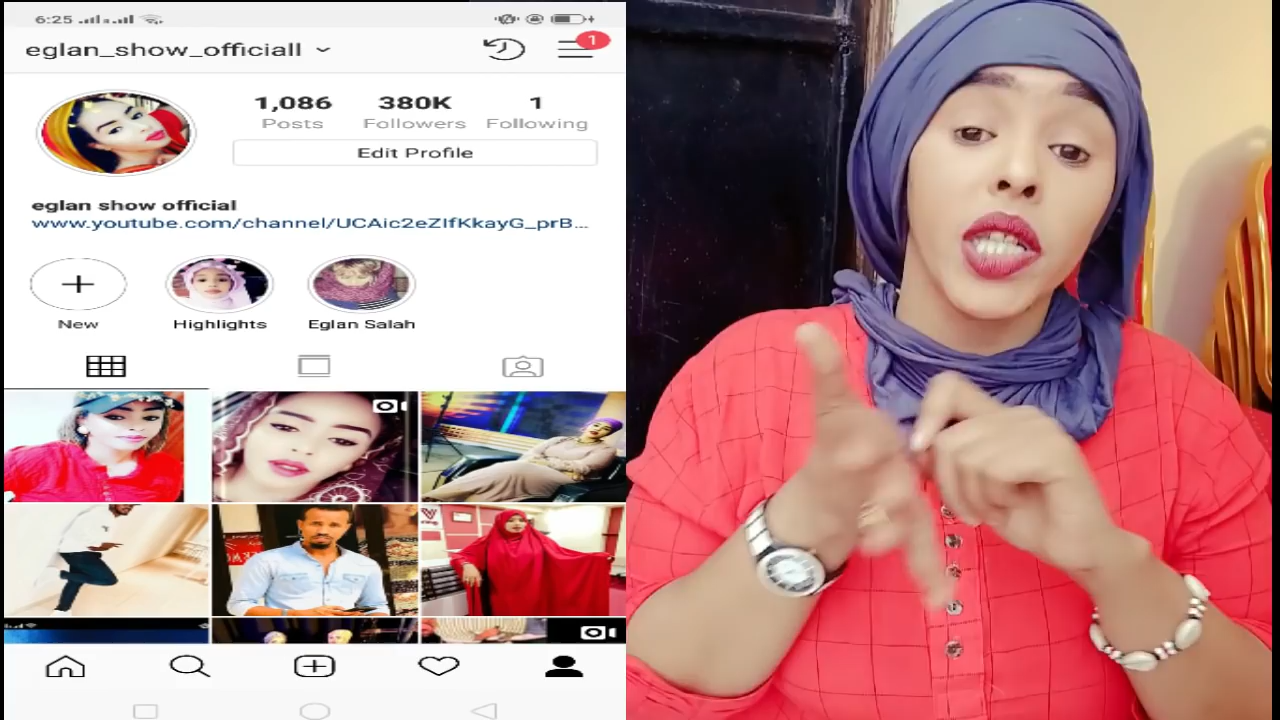 6:25
eglan_show_officiall
1
1,086 380K 1
Posts Followers Following
Edit Profile
eglan show official
www.youtube.com/channel/UCAic2eZIfKkayG_prB...
New Highlights Eglan Salah